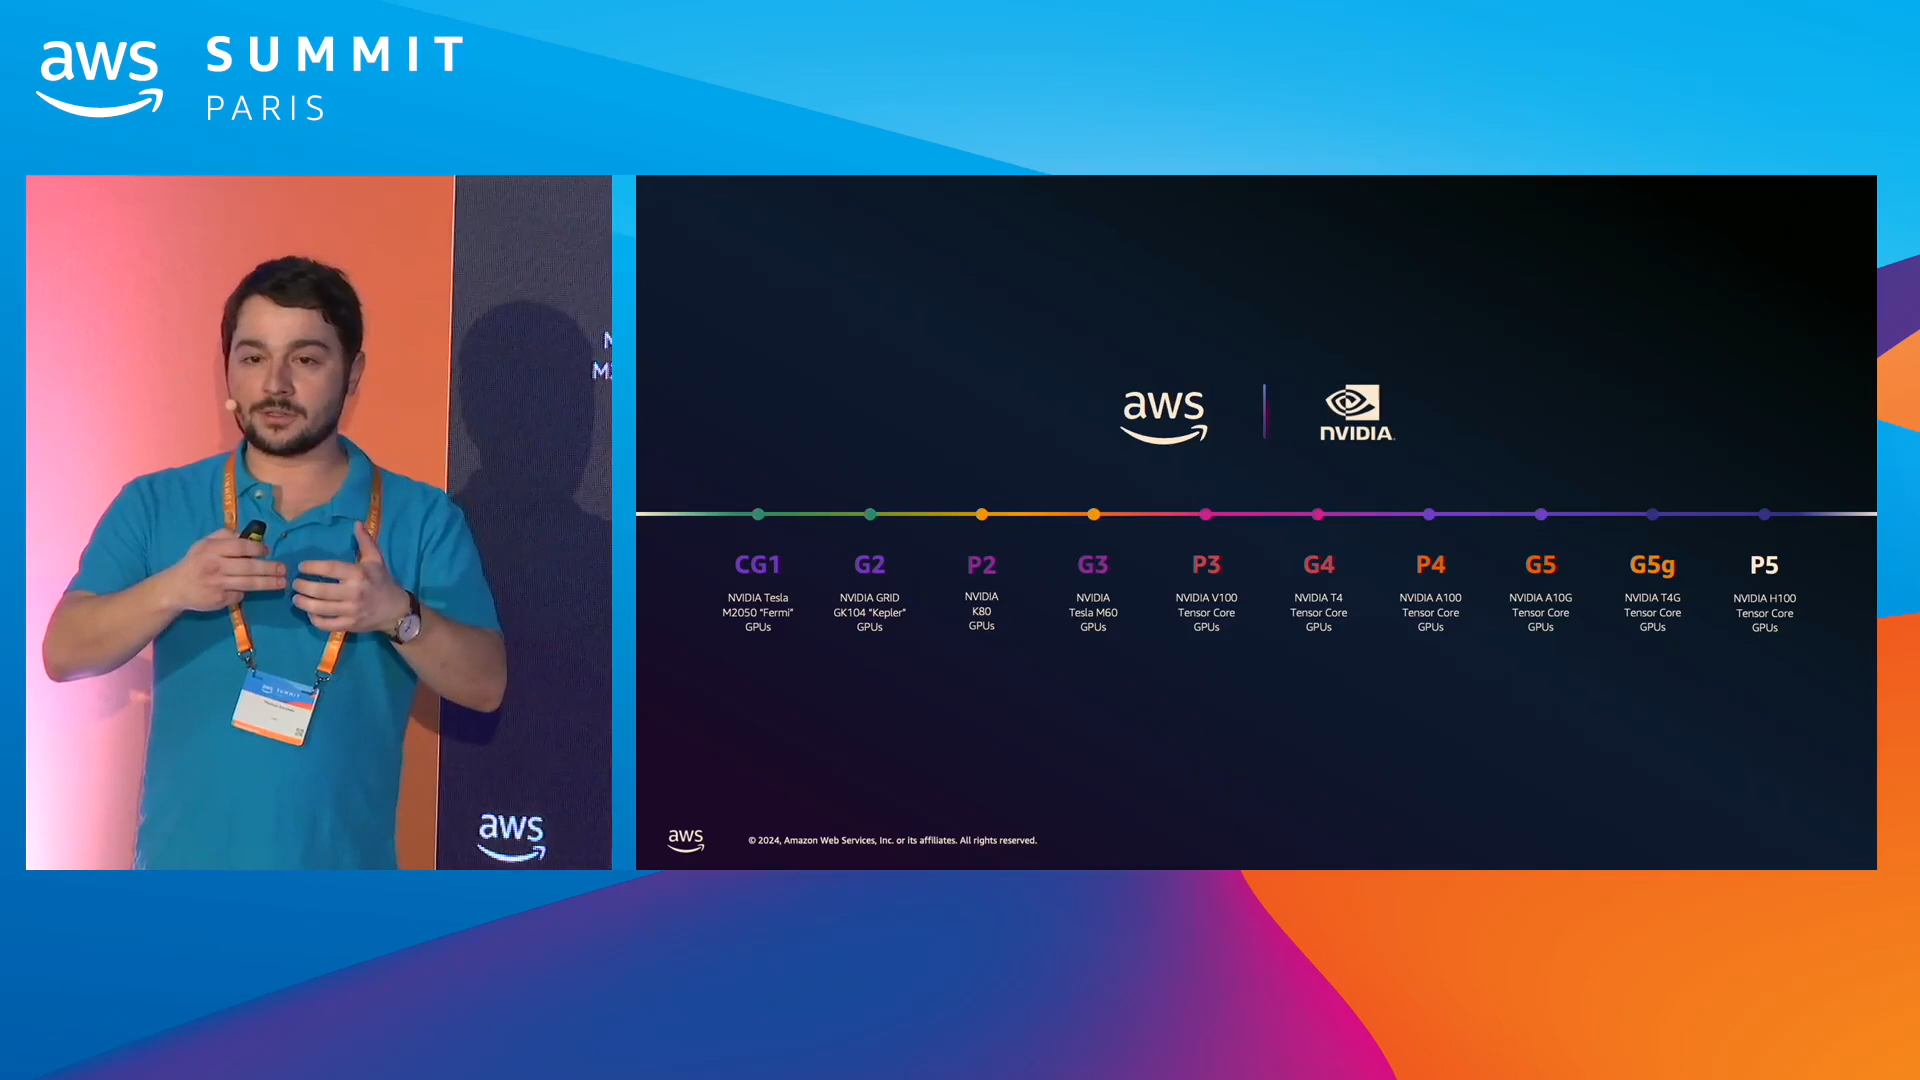 aws
SUMMIT
PARIS
SUMMIT
SUMMIT
aws
aws
NVIDIA
CG1
NVIDIA Tesla
M2050 “Fermi”
GPUs
G2
NVIDIA GRID
GK104 “Kepler”
GPUs
P2
NVIDIA
K80
GPUs
G3
NVIDIA
Tesla M60
GPUs
P3
NVIDIA V100
Tensor Core
GPUs
G4
NVIDIA T4
Tensor Core
GPUs
P4
NVIDIA A100
Tensor Core
GPUs
G5
NVIDIA A10G
Tensor Core
GPUs
G5g
NVIDIA T4G
Tensor Core
GPUs
P5
NVIDIA H100
Tensor Core
GPUs
aws
© 2024, Amazon Web Services, Inc. or its affiliates. All rights reserved.